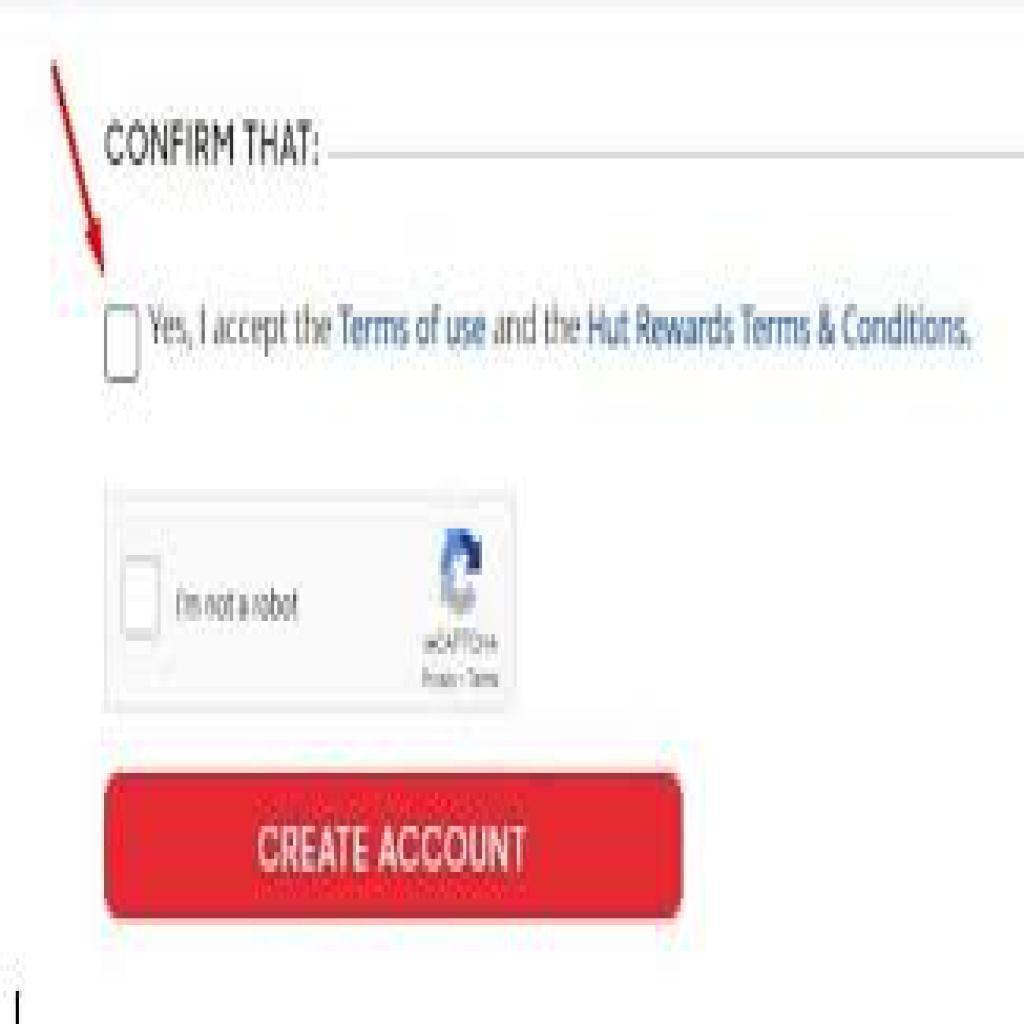 CONFIRM THAT:
Yes, I accept the Terms of use and the Hut Rewards Terms & Conditions.
I'm not a robot
reCAPTCHA
Privacy - Terms
CREATE ACCOUNT